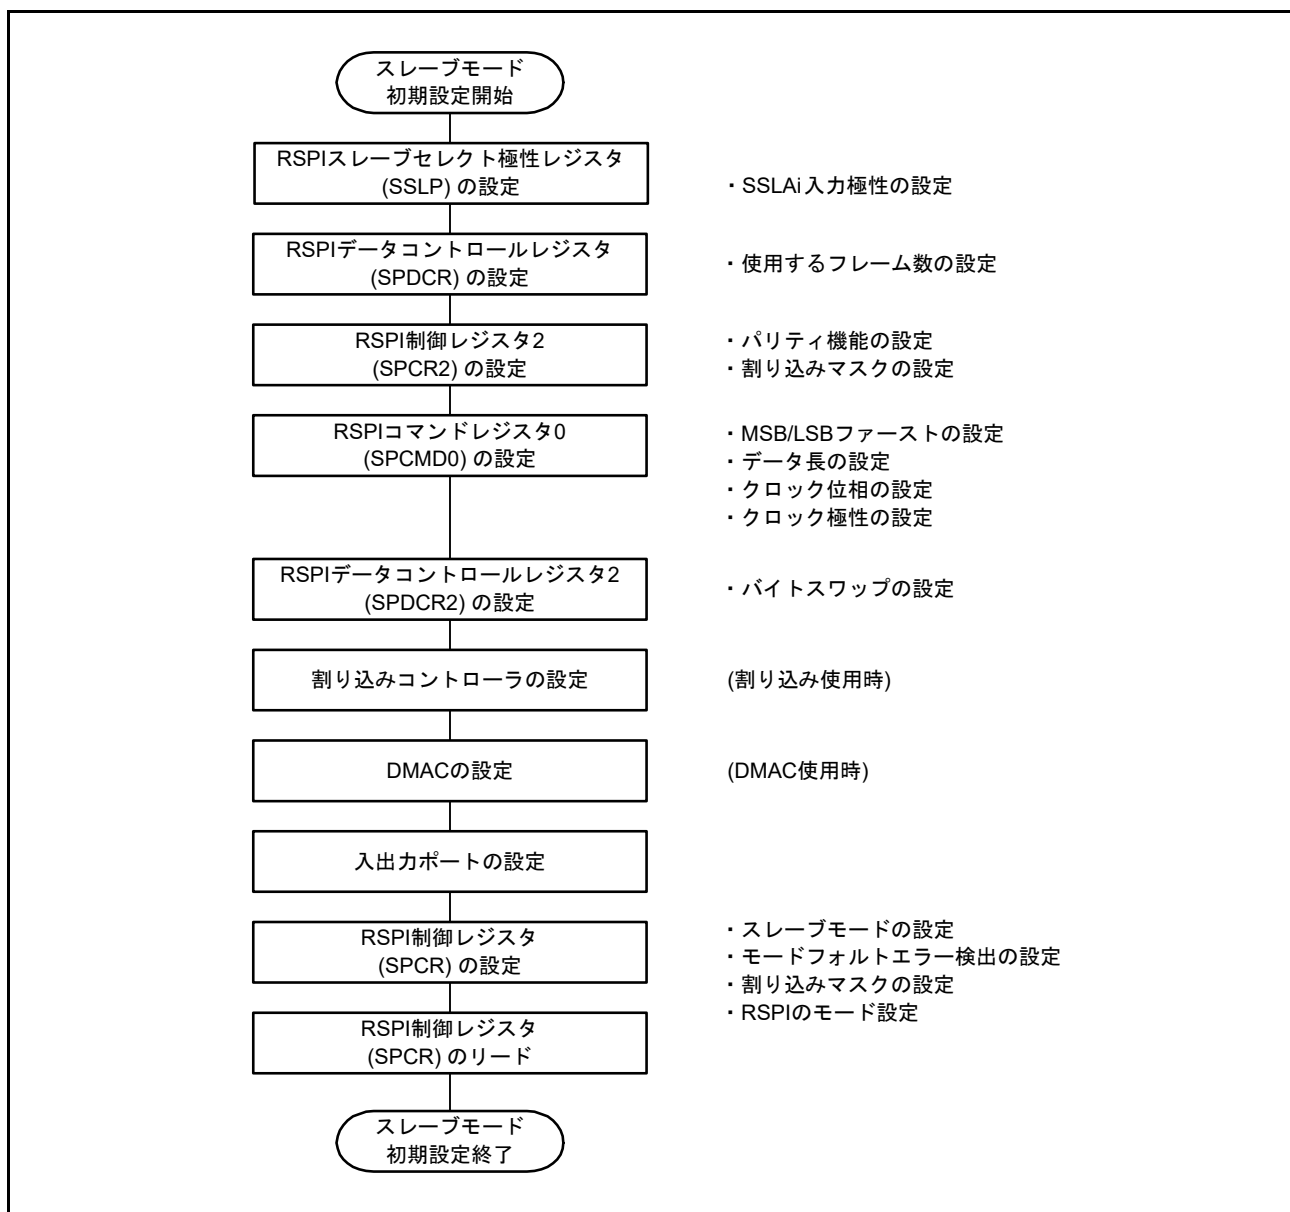 スレーブモード
初期設定開始
RSPIスレーブセレクト極性レジスタ
(SSLP) の設定
・SSLAi入力極性の設定
RSPIデータコントロールレジスタ
(SPDCR) の設定
・使用するフレーム数の設定
RSPI制御レジスタ2
(SPCR2) の設定
・パリティ機能の設定
・割り込みマスクの設定
RSPIコマンドレジスタ0
(SPCMD0) の設定
・MSB/LSBファーストの設定
・データ長の設定
・クロック位相の設定
・クロック極性の設定
RSPIデータコントロールレジスタ2
(SPDCR2) の設定
・バイトスワップの設定
割り込みコントローラの設定
(割り込み使用時)
DMACの設定
(DMAC使用時)
入出力ポートの設定
RSPI制御レジスタ
(SPCR) の設定
・スレーブモードの設定
・モードフォルトエラー検出の設定
・割り込みマスクの設定
・RSPIのモード設定
RSPI制御レジスタ
(SPCR) のリード
スレーブモード
初期設定終了